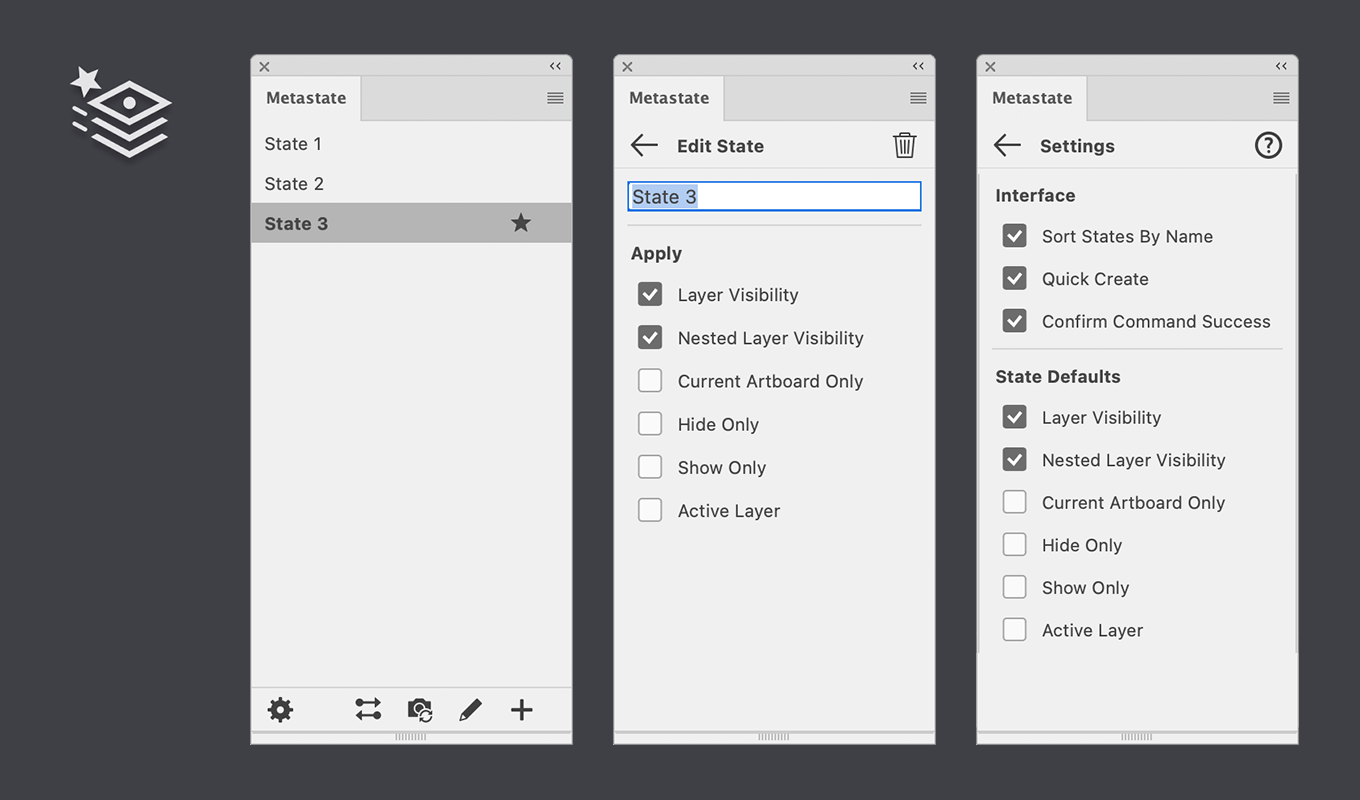 Metastate
State 1
State 2
State 3
Metastate
Edit State
State 3
Apply
Layer Visibility
Nested Layer Visibility
Current Artboard Only
Hide Only
Show Only
Active Layer
Metastate
Settings
Interface
Sort States By Name
Quick Create
Confirm Command Success
State Defaults
Layer Visibility
Nested Layer Visibility
Current Artboard Only
Hide Only
Show Only
Active Layer